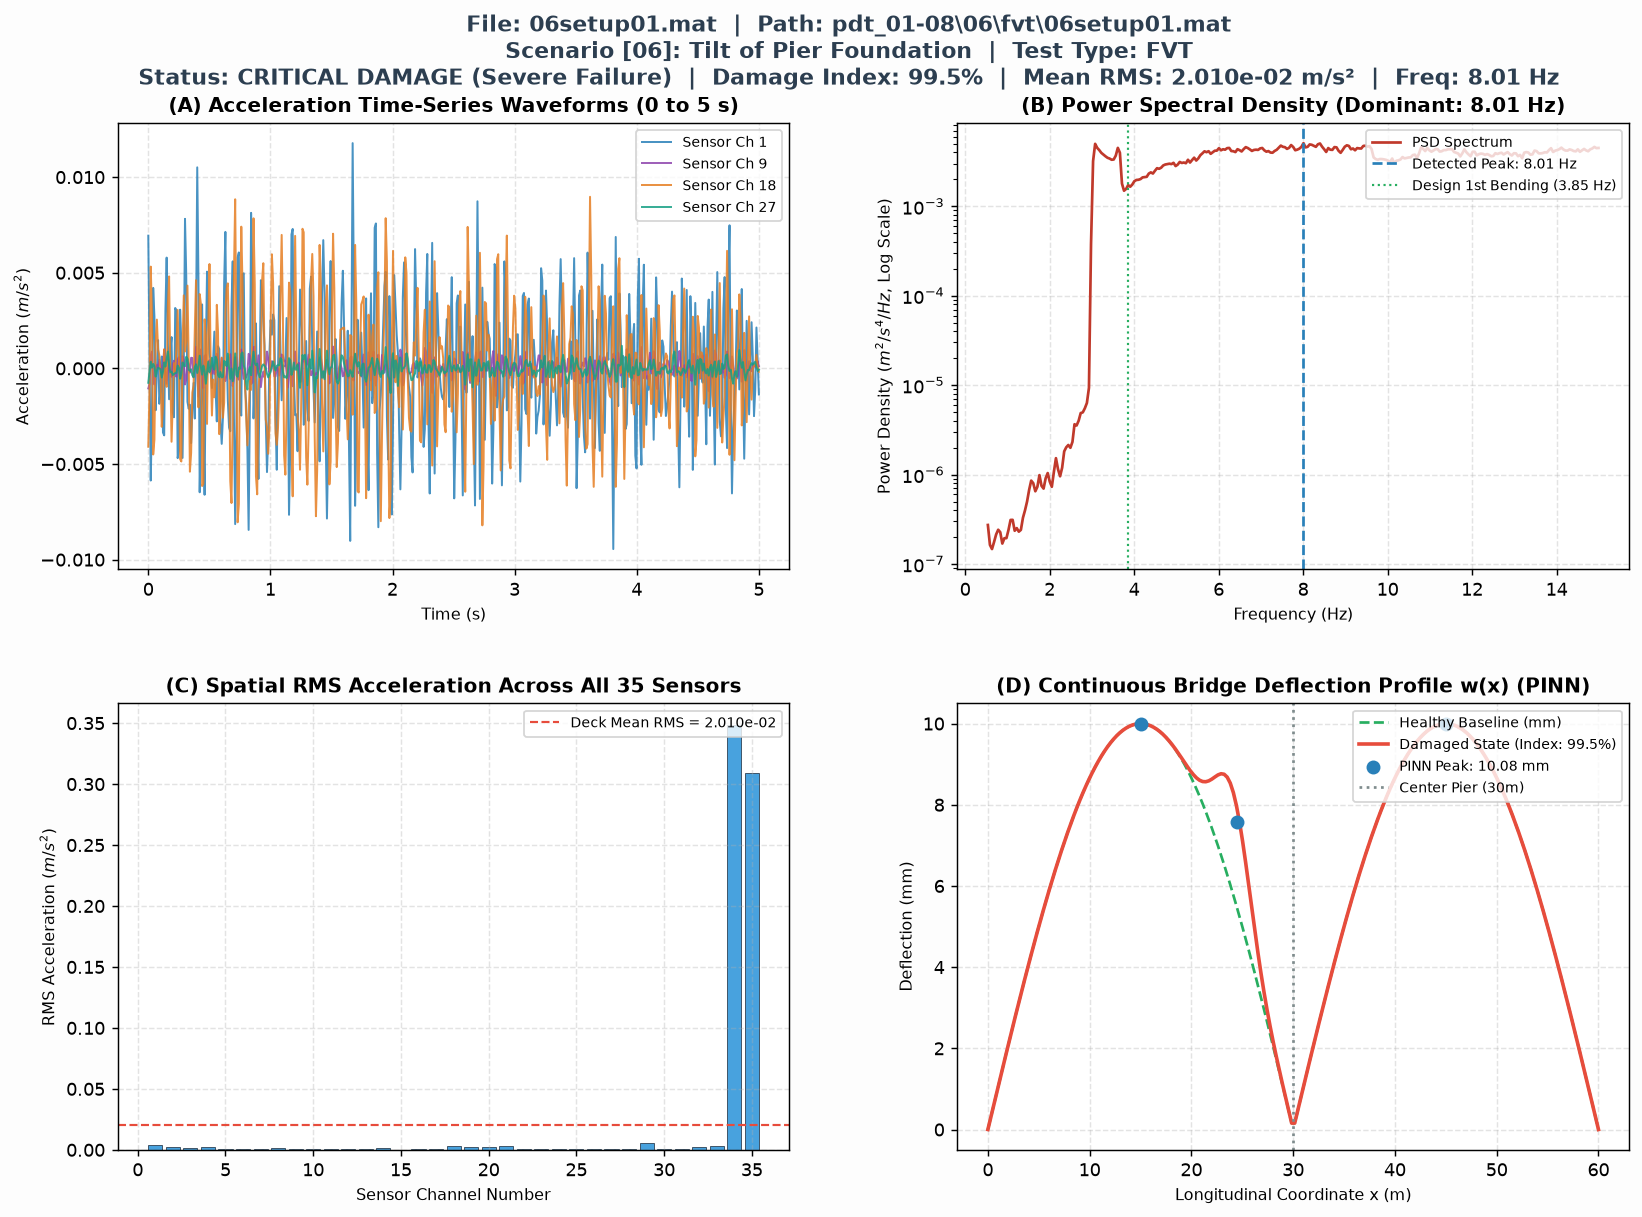 File: 06setup01.mat | Path: pdt_01-08\06\fvt\06setup01.mat
Scenario [06]: Tilt of Pier Foundation | Test Type: FVT
Status: CRITICAL DAMAGE (Severe Failure) | Damage Index: 99.5% | Mean RMS: 2.010e-02 m/s² | Freq: 8.01 Hz
(A) Acceleration Time-Series Waveforms (0 to 5 s)
Sensor Ch 1
Sensor Ch 9
Sensor Ch 18
Sensor Ch 27
0.010
0.005
0.000
−0.005
−0.010
Acceleration (m/s²)
0 1 2 3 4 5
Time (s)
(B) Power Spectral Density (Dominant: 8.01 Hz)
PSD Spectrum
Detected Peak: 8.01 Hz
Design 1st Bending (3.85 Hz)
10⁻³
10⁻⁴
10⁻⁵
10⁻⁶
10⁻⁷
Power Density (m²/s⁴/Hz, Log Scale)
0 2 4 6 8 10 12 14
Frequency (Hz)
(C) Spatial RMS Acceleration Across All 35 Sensors
Deck Mean RMS = 2.010e-02
0.35
0.30
0.25
0.20
0.15
0.10
0.05
0.00
RMS Acceleration (m/s²)
0 5 10 15 20 25 30 35
Sensor Channel Number
(D) Continuous Bridge Deflection Profile w(x) (PINN)
Healthy Baseline (mm)
Damaged State (Index: 99.5%)
PINN Peak: 10.08 mm
Center Pier (30m)
10
8
6
4
2
0
Deflection (mm)
0 10 20 30 40 50 60
Longitudinal Coordinate x (m)